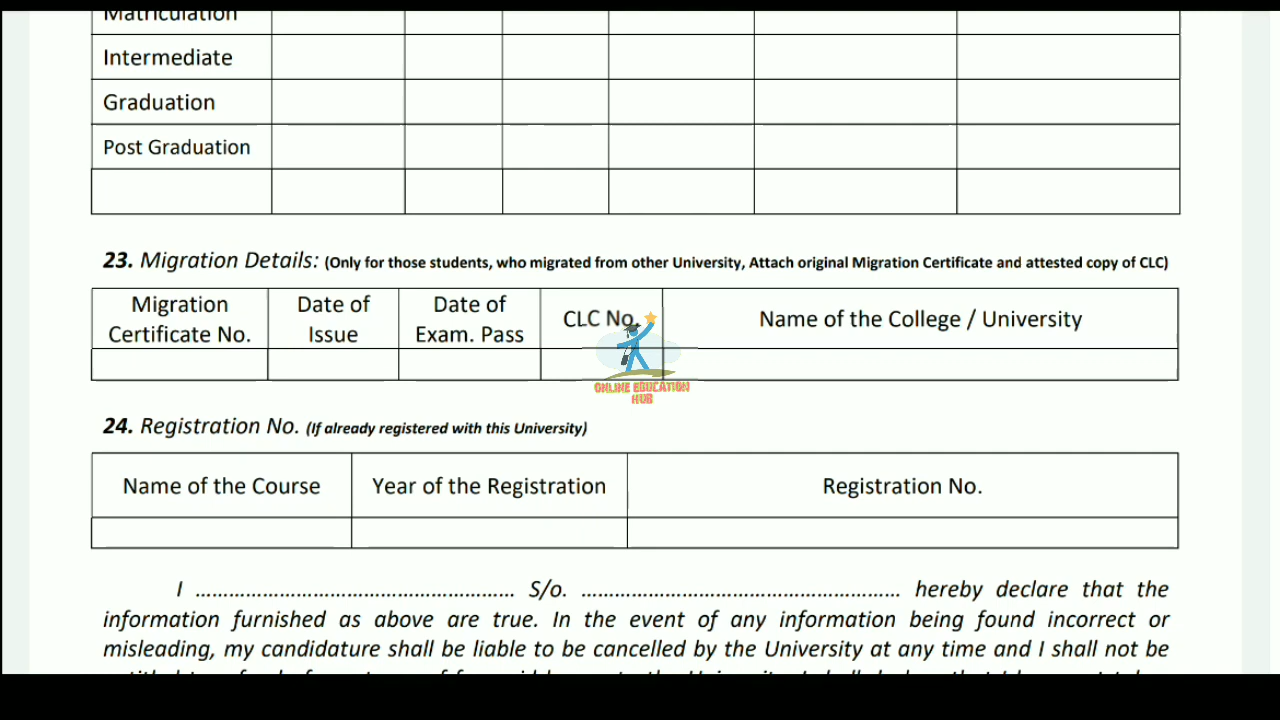 Matriculation
Intermediate
Graduation
Post Graduation
23. Migration Details: (Only for those students, who migrated from other University, Attach original Migration Certificate and attested copy of CLC)
Migration Certificate No. Date of Issue Date of Exam. Pass CLC No. Name of the College / University
ONLINE EDUCATION
HUB
24. Registration No. (If already registered with this University)
Name of the Course Year of the Registration Registration No.
I ………………………………………………… S/o. ………………………………………………… hereby declare that the
information furnished as above are true. In the event of any information being found incorrect or
misleading, my candidature shall be liable to be cancelled by the University at any time and I shall not be